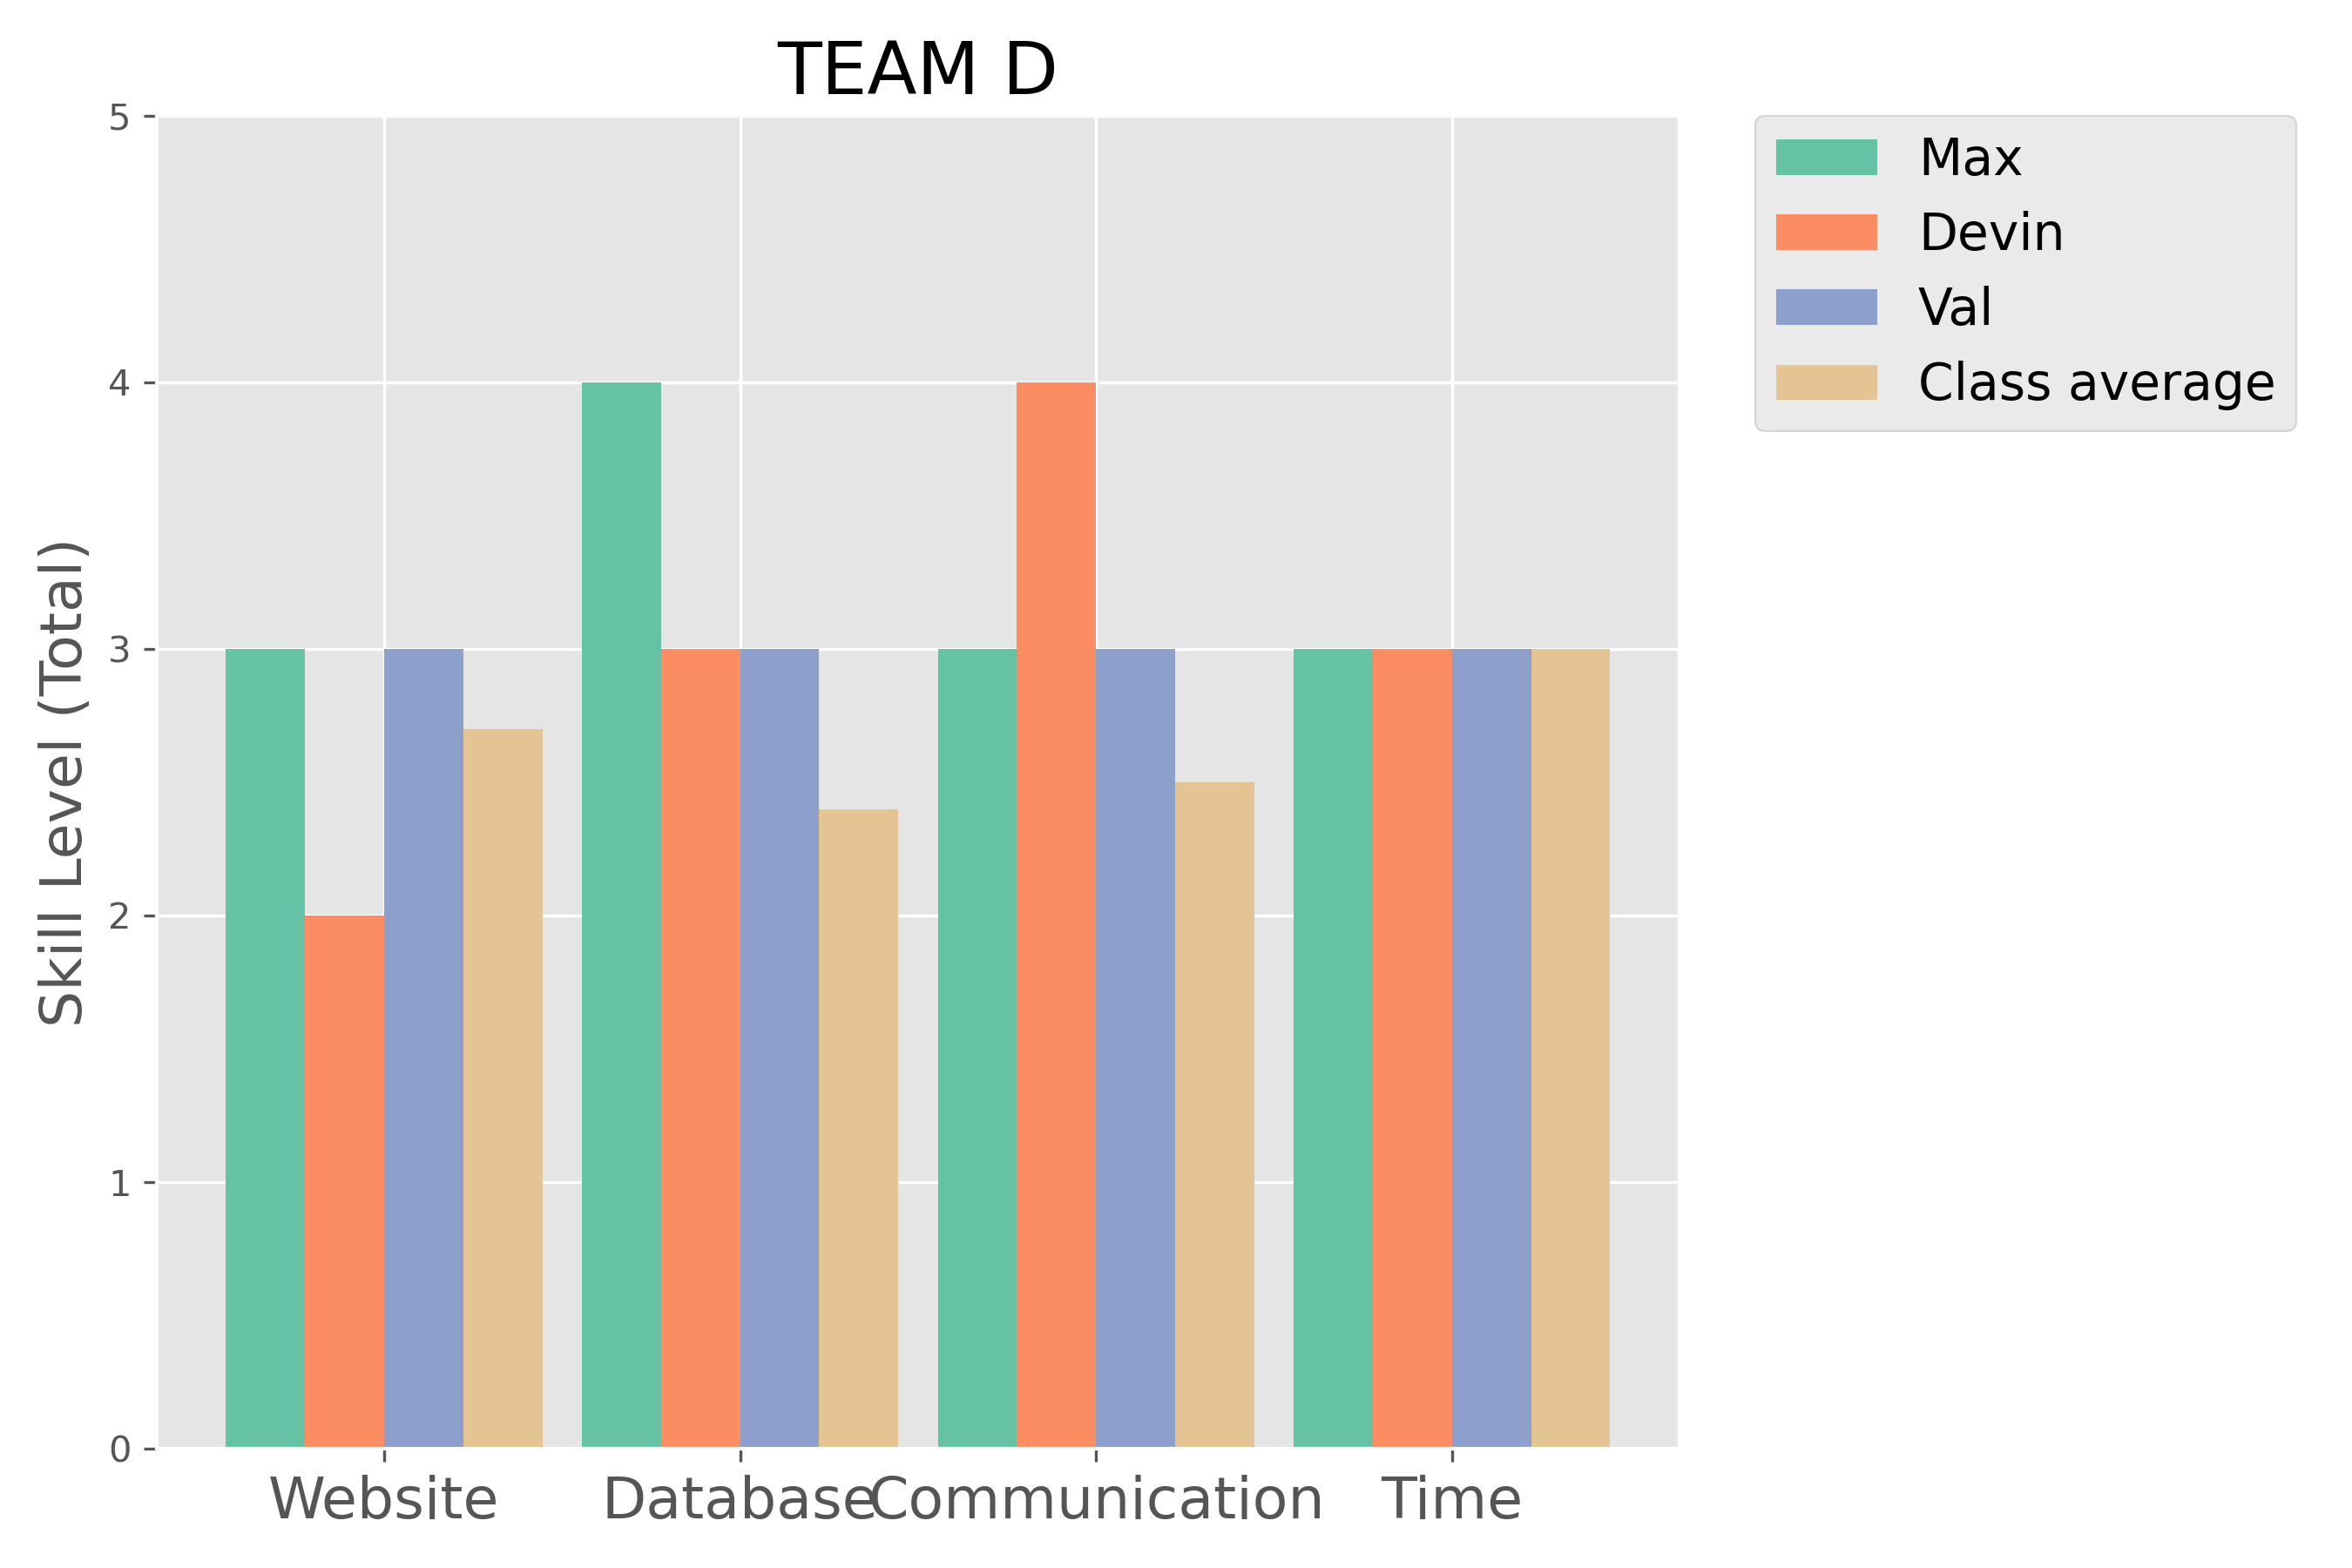 TEAM D
5
4
3
2
1
0
Skill Level (Total)
Website
Database
Communication
Time
Max
Devin
Val
Class average